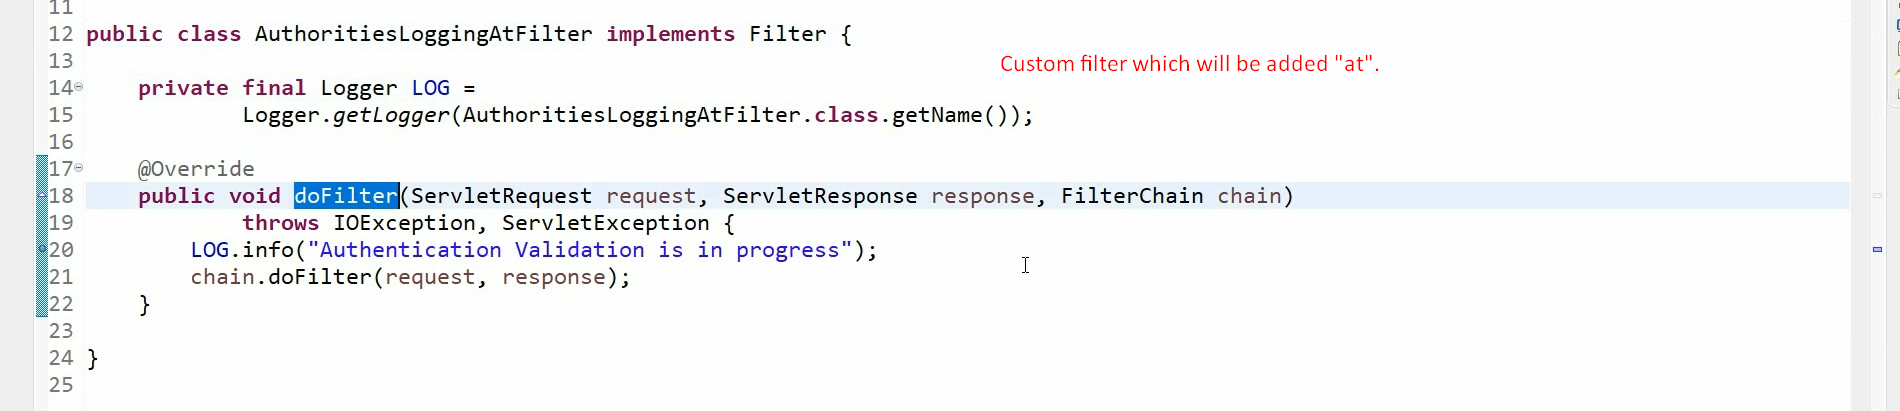 11
12 public class AuthoritiesLoggingAtFilter implements Filter {
13
Custom filter which will be added "at".
14 private final Logger LOG =
15 Logger.getLogger(AuthoritiesLoggingAtFilter.class.getName());
16
17 @Override
18 public void doFilter(ServletRequest request, ServletResponse response, FilterChain chain)
19 throws IOException, ServletException {
20 LOG.info("Authentication Validation is in progress");
21 chain.doFilter(request, response);
22 }
23
24 }
25